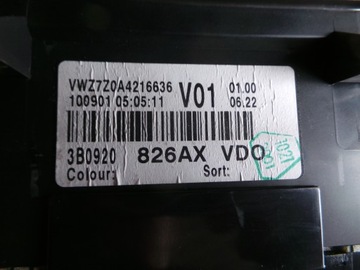 VWZ7Z0A4216636 V01 01.00
100901 05:05:11 06.22
3B0920 826AX VDO
Colour: Sort: